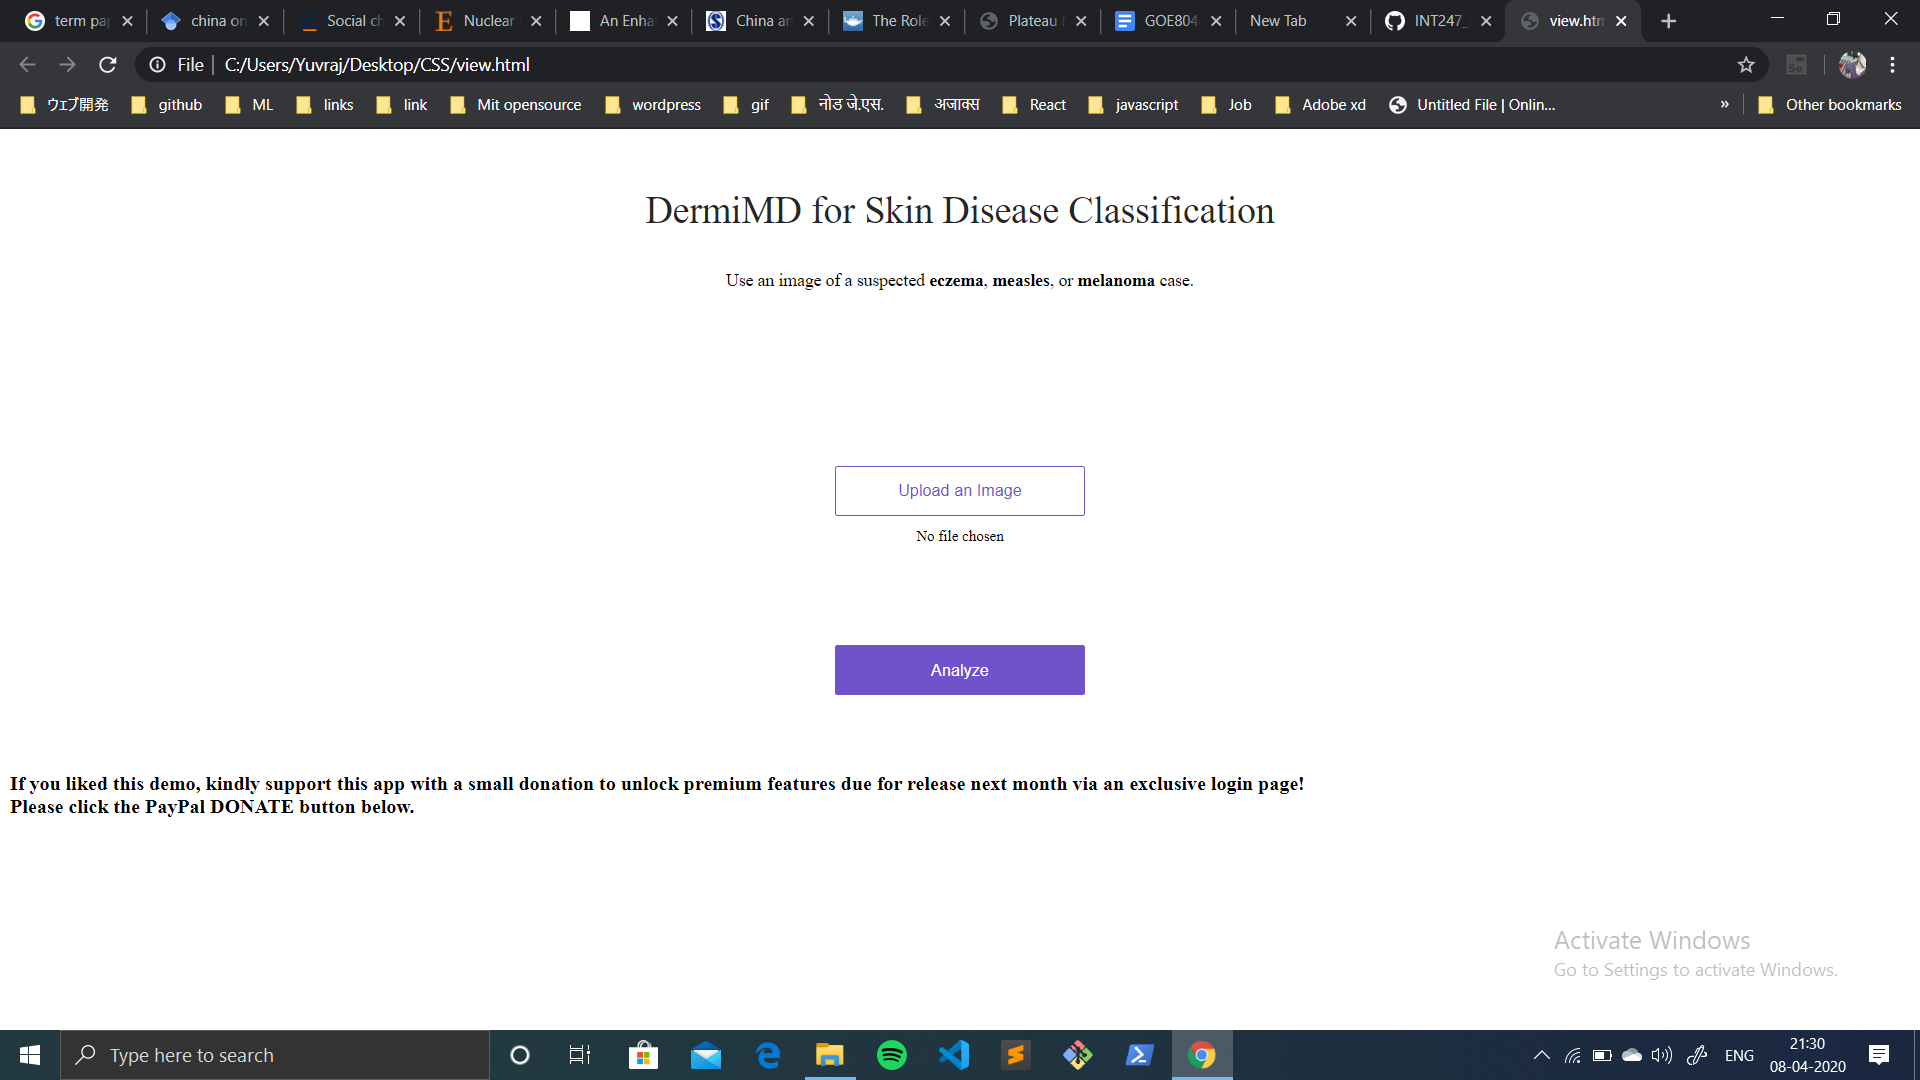 term pap
china on
Social ch
Nuclear
An Enha
China an
The Role
Plateau
GOE804
New Tab
INT247_
view.htm
File
C:/Users/Yuvraj/Desktop/CSS/view.html
Se
ウェブ開発
github
ML
links
link
Mit opensource
wordpress
gif
नोड जे.एस.
अजाक्स
React
javascript
Job
Adobe xd
Untitled File | Onlin...
»
Other bookmarks
DermiMD for Skin Disease Classification
Use an image of a suspected eczema, measles, or melanoma case.
Upload an Image
No file chosen
Analyze
If you liked this demo, kindly support this app with a small donation to unlock premium features due for release next month via an exclusive login page!
Please click the PayPal DONATE button below.
Activate Windows
Go to Settings to activate Windows.
Type here to search
ENG
21:30
08-04-2020